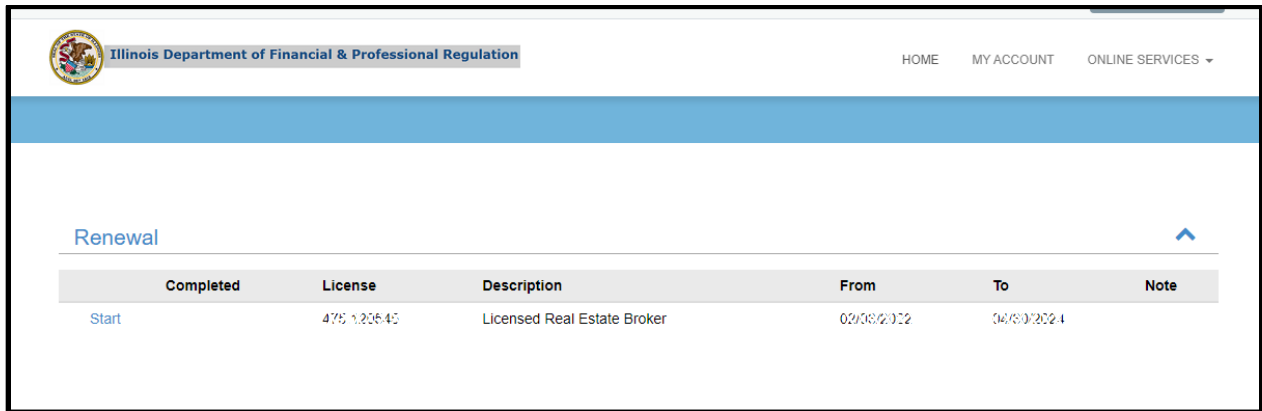 Illinois Department of Financial & Professional Regulation
HOME MY ACCOUNT ONLINE SERVICES
Renewal
Completed License Description From To Note
Start Licensed Real Estate Broker